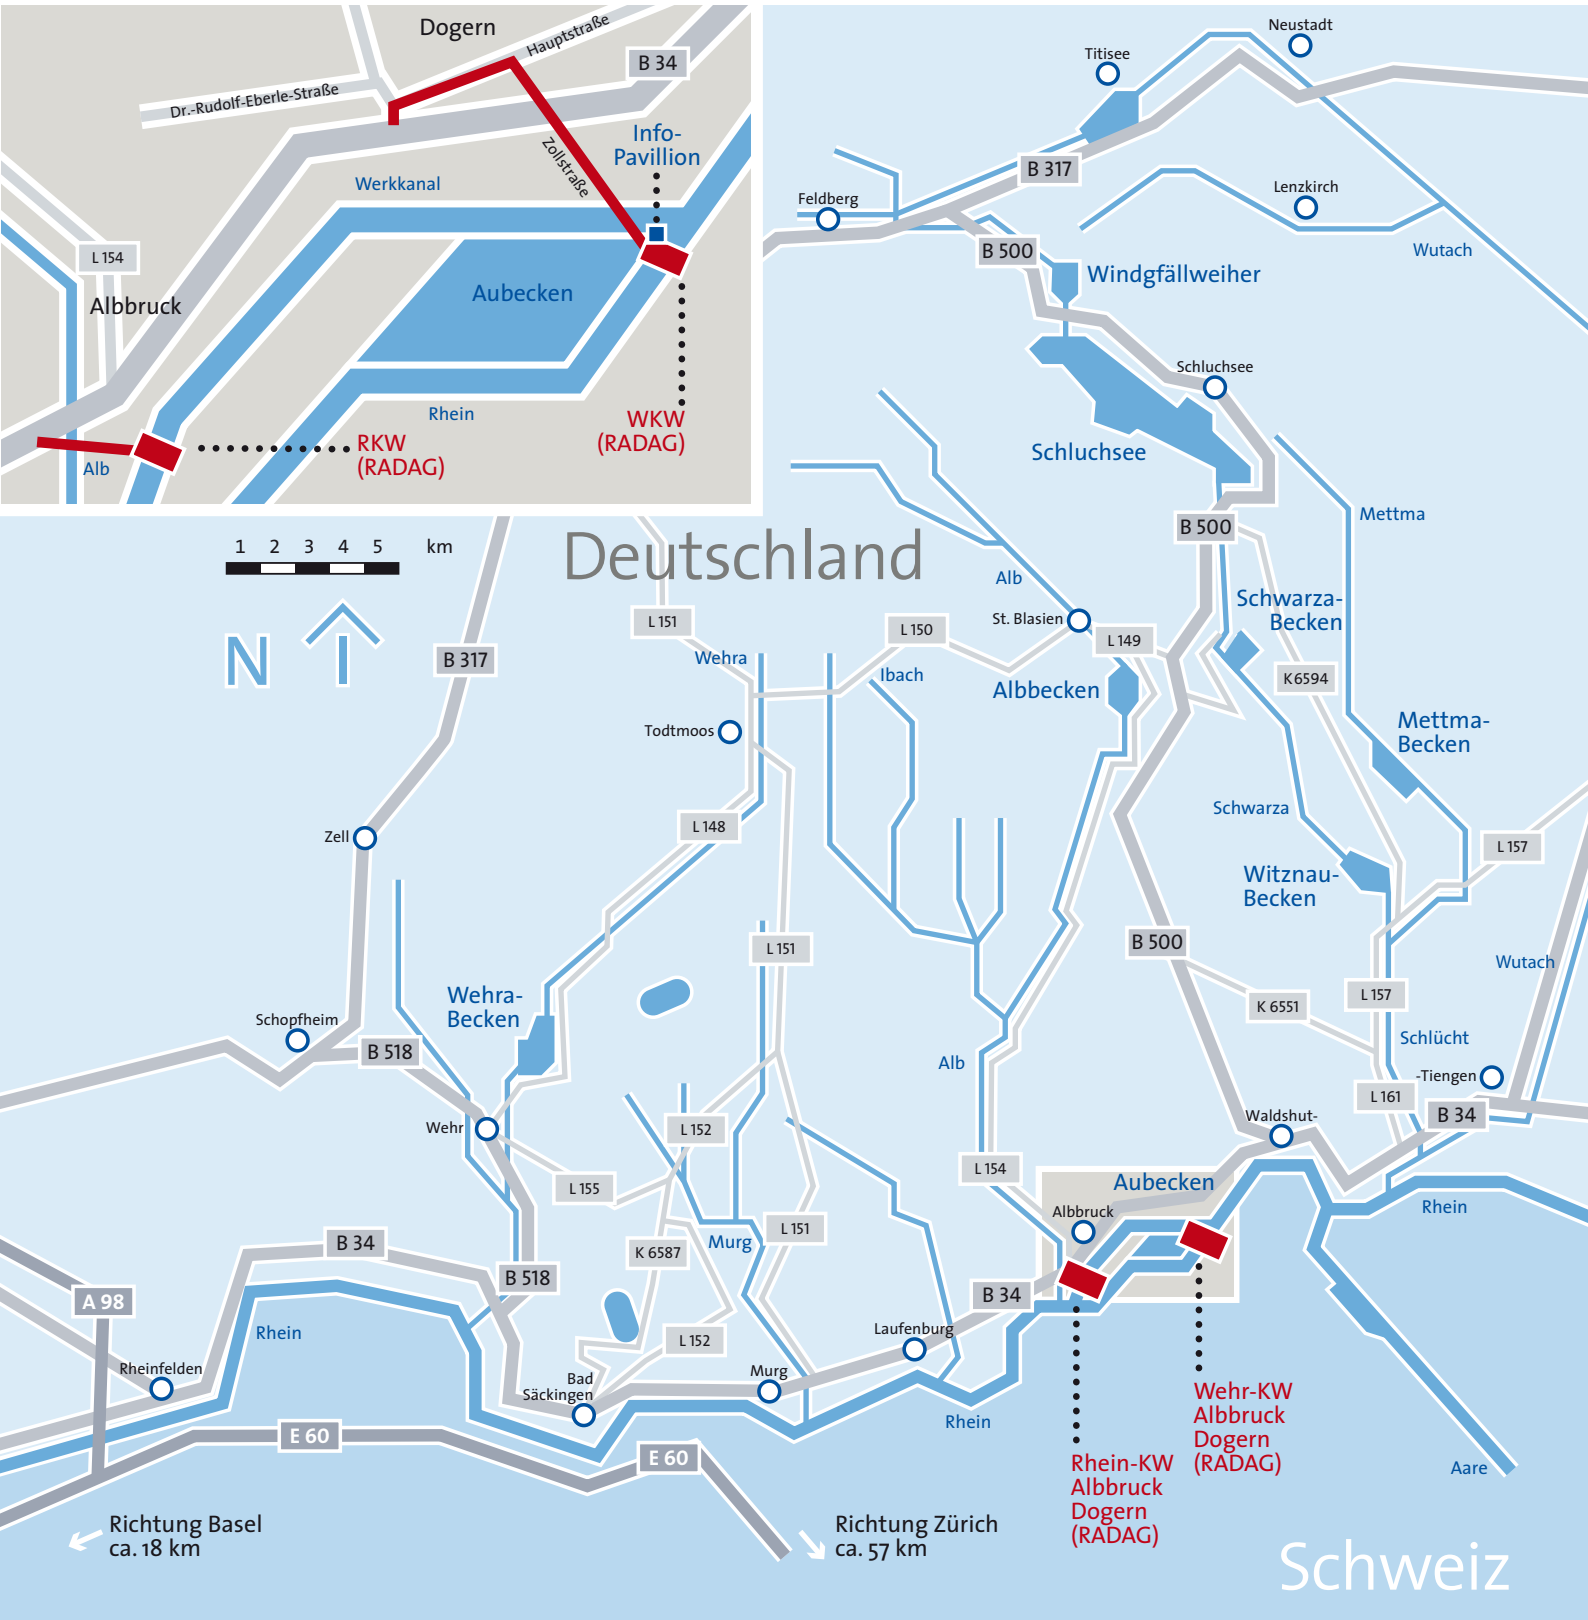 Dogern
Hauptstraße
B 34
Dr.-Rudolf-Eberle-Straße
Zollstraße
Info-
Pavillion
Werkkanal
L 154
Albbruck
Aubecken
Rhein
WKW
(RADAG)
RKW
(RADAG)
Alb
Neustadt
Titisee
B 317
Feldberg
Lenzkirch
Wutach
B 500
Windgfällweiher
Schluchsee
Schluchsee
Mettma
B 500
1 2 3 4 5 km
N
Deutschland
Alb
Schwarza-
Becken
L 151
L 150
St. Blasien
L 149
B 317
Wehra
Ibach
Albbecken
K 6594
Todtmoos
Mettma-
Becken
Schwarza
L 148
Zell
L 157
Witznau-
Becken
L 151
B 500
Wutach
Wehra-
Becken
K 6551
L 157
Schopfheim
B 518
Schlücht
Alb
-Tiengen
L 161
B 34
Wehr
L 152
Waldshut-
L 154
L 155
Aubecken
Albbruck
Rhein
L 151
Murg
B 34
K 6587
B 518
A 98
B 34
Rhein
Laufenburg
L 152
Rheinfelden
Murg
Bad
Säckingen
Rhein
Wehr-KW
Albbruck
Dogern
(RADAG)
E 60
E 60
Rhein-KW
Albbruck
Dogern
(RADAG)
Aare
Richtung Basel
ca. 18 km
Richtung Zürich
ca. 57 km
Schweiz